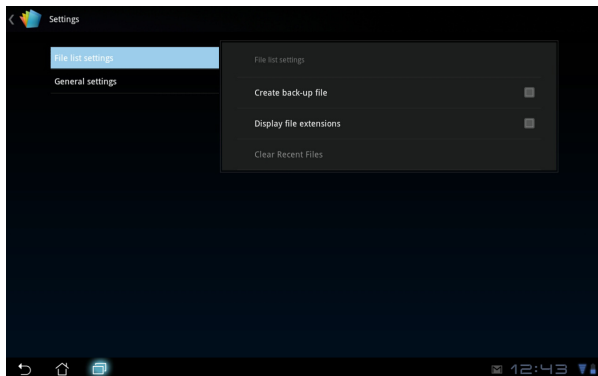 Settings
File list settings
General settings
File list settings
Create back-up file
Display file extensions
Clear Recent Files
12:43